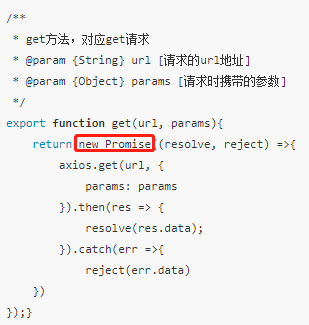 /**
 * get方法，对应get请求
 * @param {String} url [请求的url地址]
 * @param {Object} params [请求时携带的参数]
 */
export function get(url, params){
    return new Promise((resolve, reject) =>{
        axios.get(url, {
            params: params
        }).then(res => {
            resolve(res.data);
        }).catch(err =>{
            reject(err.data)
    })
});}